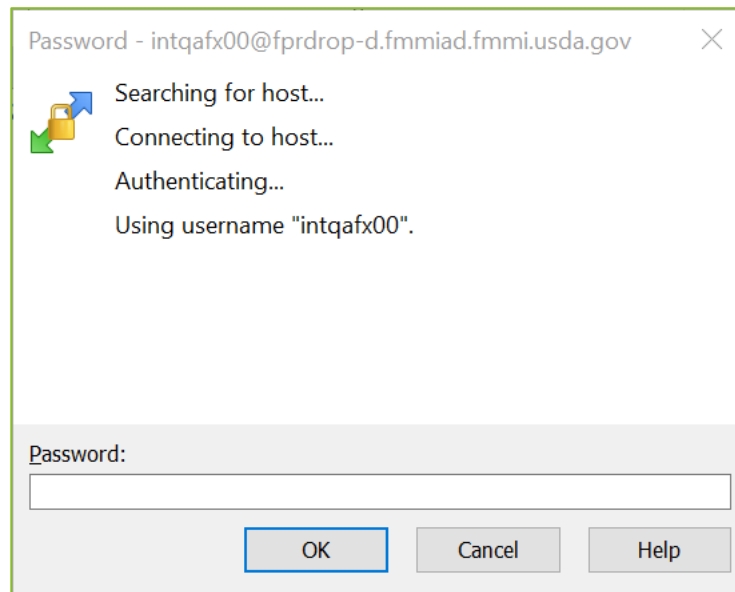 Password - intqafx00@fprdrop-d.fmmiad.fmmi.usda.gov
Searching for host...
Connecting to host...
Authenticating...
Using username "intqafx00".
Password:
OK Cancel Help